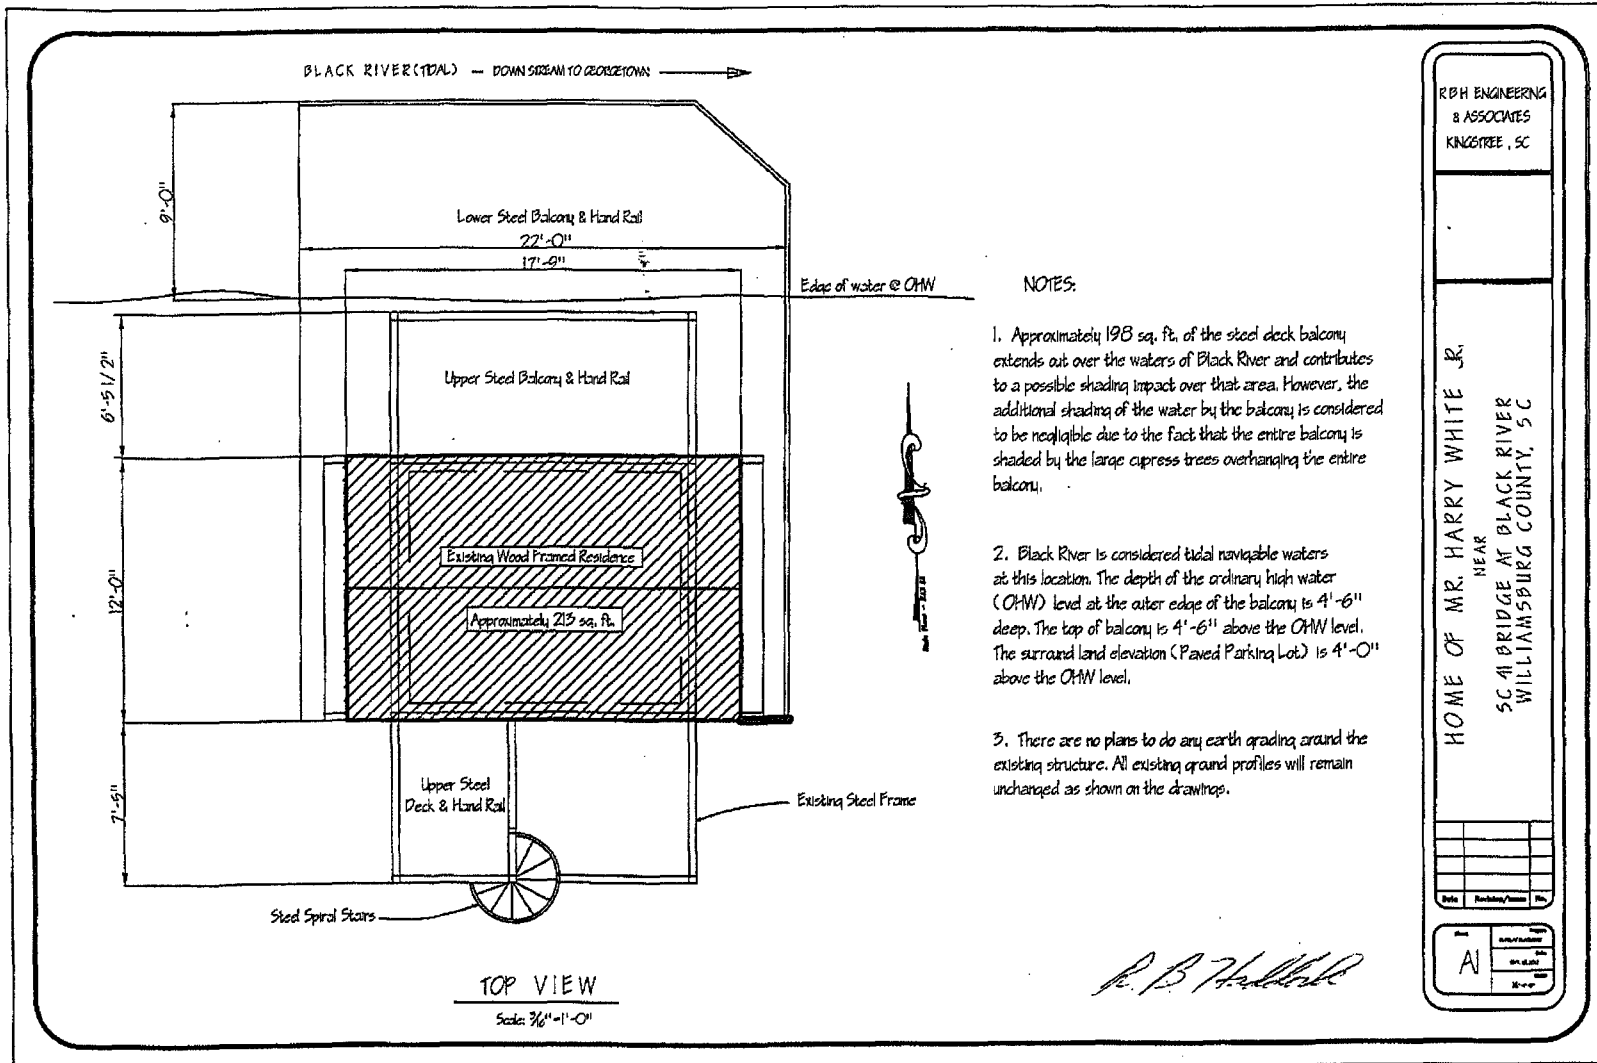 BLACK RIVER(TIDAL) — DOWN STREAM TO GEORGETOWN
9'-0"
Lower Steel Balcony & Hand Rail
22'-0"
17'-9"
Edge of water @ OHW
6'-5 1/2"
Upper Steel Balcony & Hand Rail
12'-0"
Existing Wood Framed Residence
Approximately 213 sq. ft.
7'-5"
Upper Steel
Deck & Hand Rail
Existing Steel Frame
Steel Spiral Stairs
TOP VIEW
Scale: 3/16"-1'-0"
NOTES:
1. Approximately 198 sq. ft. of the steel deck balcony
extends out over the waters of Black River and contributes
to a possible shading impact over that area. However, the
additional shading of the water by the balcony is considered
to be negligible due to the fact that the entire balcony is
shaded by the large cypress trees overhanging the entire
balcony.
2. Black River is considered tidal navigable waters
at this location. The depth of the ordinary high water
(OHW) level at the outer edge of the balcony is 4'-6"
deep. The top of balcony is 4'-6" above the OHW level.
The surround land elevation (Paved Parking Lot) is 4'-0"
above the OHW level.
3. There are no plans to do any earth grading around the
existing structure. All existing ground profiles will remain
unchanged as shown on the drawings.
R. B.
RBH ENGINEERING
& ASSOCIATES
KINGSTREE, SC
HOME OF MR. HARRY WHITE JR.
NEAR
SC 41 BRIDGE AT BLACK RIVER
WILLIAMSBURG COUNTY, SC
Date Revision/Issue No.
A1